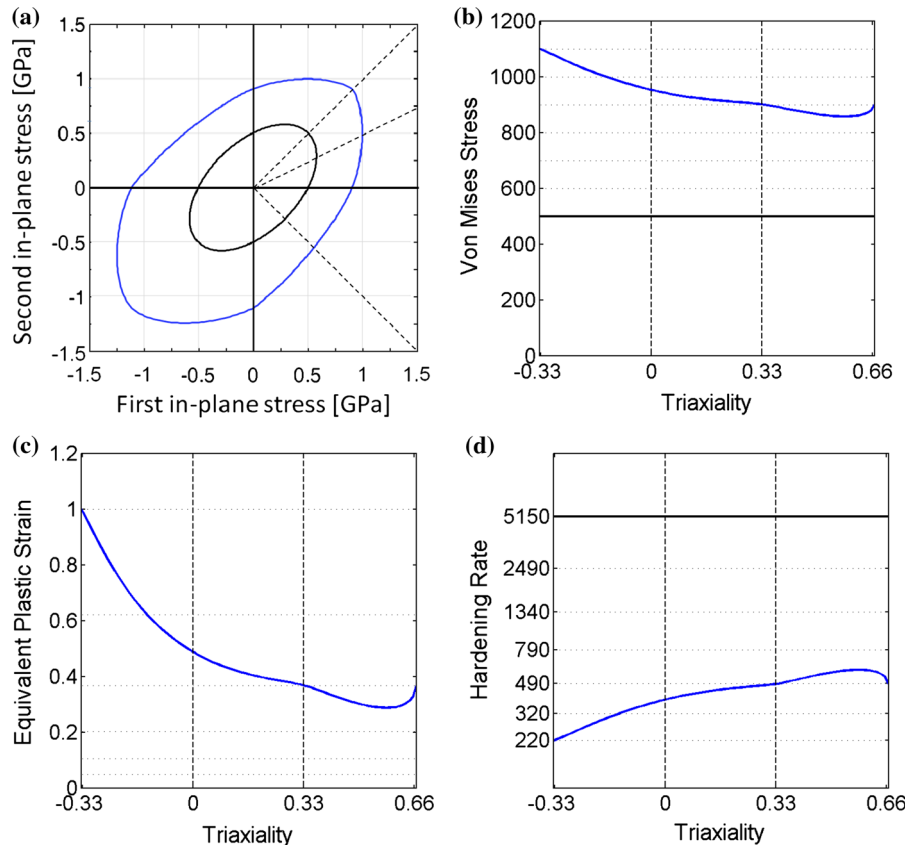 (a)
Second in-plane stress [GPa]
1.5
1
0.5
0
-0.5
-1
-1.5
-1.5 -1 -0.5 0 0.5 1 1.5
First in-plane stress [GPa]
(b)
Von Mises Stress
1200
1000
800
600
400
200
0
-0.33 0 0.33 0.66
Triaxiality
(c)
Equivalent Plastic Strain
1.2
1
0.8
0.6
0.4
0.2
0
-0.33 0 0.33 0.66
Triaxiality
(d)
Hardening Rate
5150
2490
1340
790
490
320
220
-0.33 0 0.33 0.66
Triaxiality